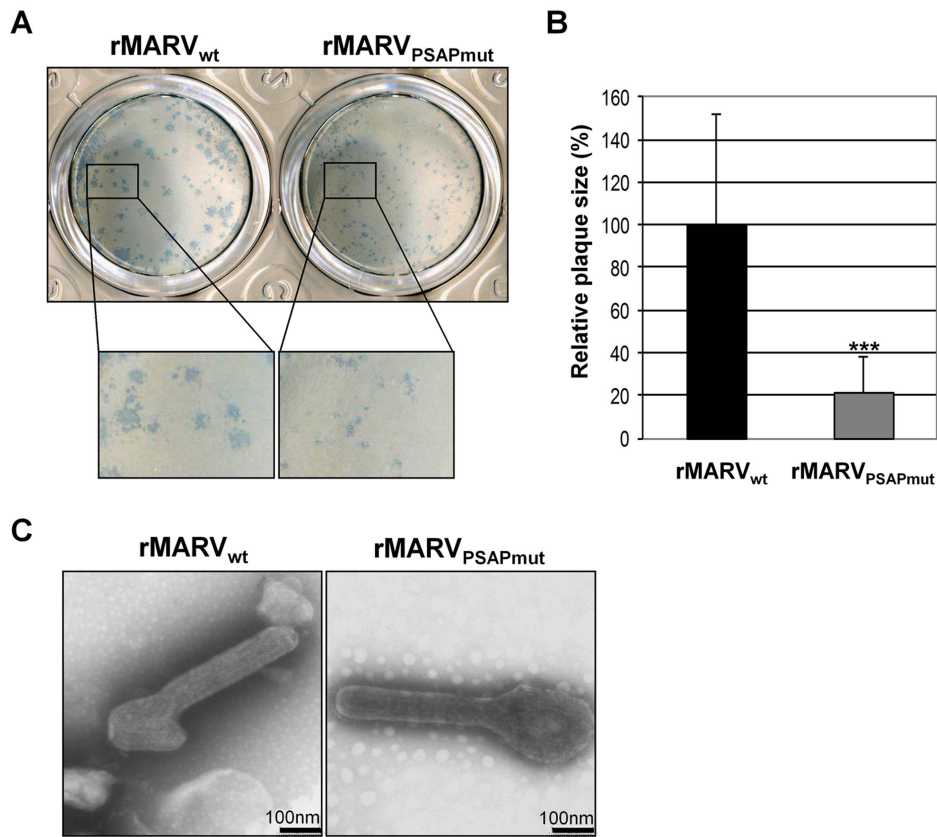 A
rMARVwt
rMARVPSAPmut
B
Relative plaque size (%)
160
140
120
100
80
60
40
20
0
***
rMARVwt
rMARVPSAPmut
C
rMARVwt
rMARVPSAPmut
100nm
100nm